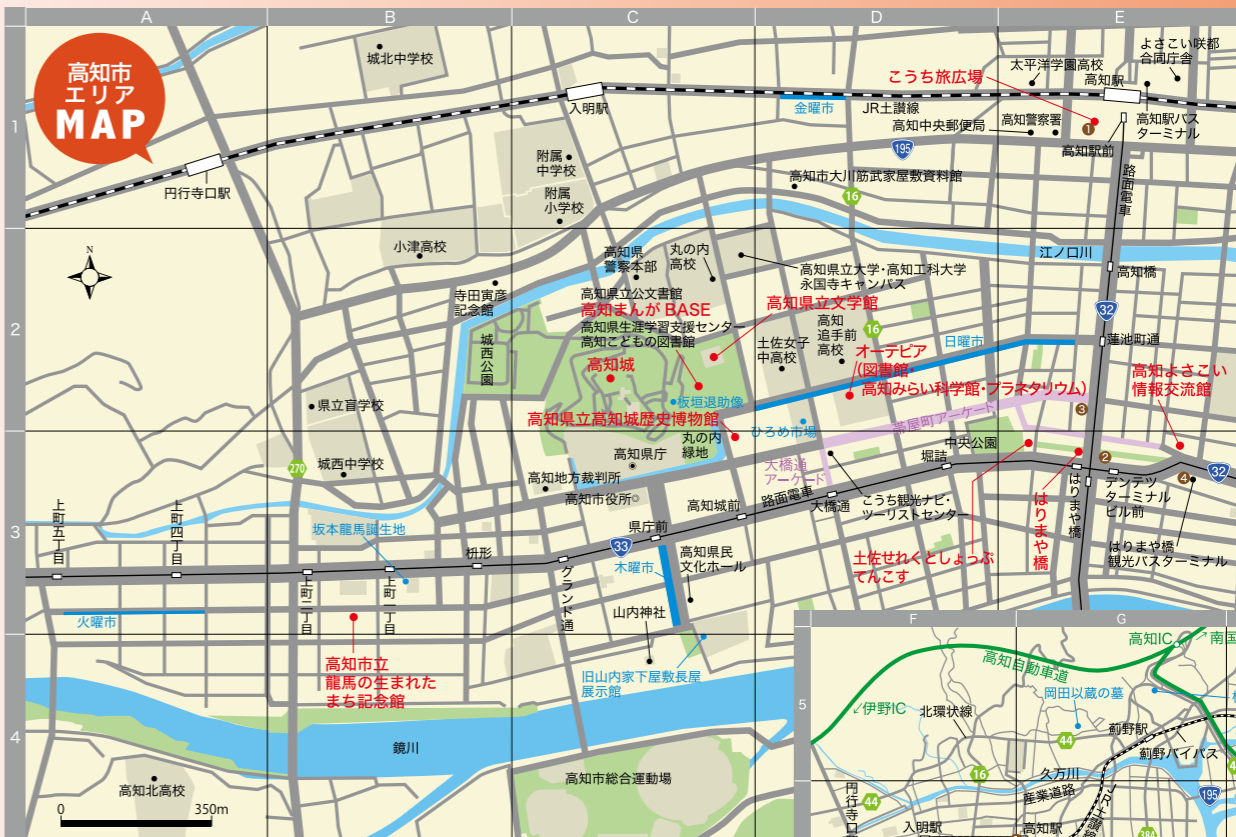 A
B
C
D
E
1
2
3
4
高知市
エリア
MAP
城北中学校
入明駅
金曜市
JR土讃線
こうち旅広場
太平洋学園高校
高知駅
よさこい咲都
合同庁舎
高知中央郵便局
高知警察署
1
高知駅バス
ターミナル
高知駅前
195
円行寺口駅
附属
中学校
附属
小学校
高知市大川筋武家屋敷資料館
16
路面電車
N
小津高校
高知県
警察本部
丸の内
高校
高知県立大学・高知工科大学
永国寺キャンパス
江ノ口川
高知橋
寺田寅彦
記念館
高知県立公文書館
高知まんが BASE
高知県生涯学習支援センター
高知こどもの図書館
高知県立文学館
高知
追手前
高校
16
32
蓮池町通
城西公園
土佐女子
中高校
日曜市
高知城
オーテピア
(図書館・
高知みらい科学館・プラネタリウム)
高知よさこい
情報交流館
県立盲学校
板垣退助像
高知県立高知城歴史博物館
ひろめ市場
帯屋町アーケード
3
270
城西中学校
高知県庁
丸の内
緑地
大橋通
アーケード
中央公園
堀詰
2
32
4
高知地方裁判所
高知市役所
高知城前
路面電車
大橋通
こうち観光ナビ・
ツーリストセンター
はりまや橋
はりまや橋
デンテツ
ターミナル
ビル前
はりまや橋
観光バスターミナル
土佐せれくとしょっぷ
てんこす
上町五丁目
上町四丁目
坂本龍馬誕生地
枡形
県庁前
33
木曜市
高知県民
文化ホール
上町二丁目
上町一丁目
グランド通
火曜市
山内神社
高知市立
龍馬の生まれた
まち記念館
旧山内家下屋敷長屋
展示館
鏡川
高知市総合運動場
高知北高校
0
350m
F
G
5
高知IC
南国
高知自動車道
岡田以蔵の墓
伊野IC
北環状線
44
薊野駅
薊野バイパス
16
久万川
産業道路
195
44
円行寺口
入明駅
高知駅
JR土讃線
384